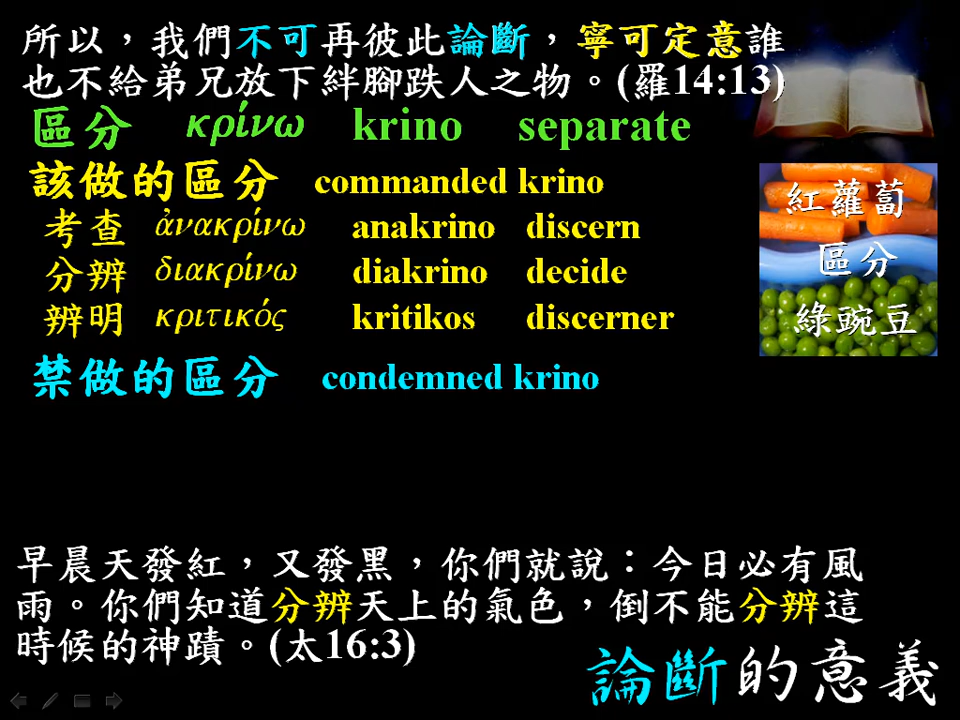 所以，我們不可再彼此論斷，寧可定意誰
也不給弟兄放下絆腳跌人之物。(羅14:13)
區分 κρίνω krino separate
該做的區分 commanded krino
考查 ἀνακρίνω anakrino discern
分辨 διακρίνω diakrino decide
辨明 κριτικός kritikos discerner
禁做的區分 condemned krino
紅蘿蔔
區分
綠豌豆
早晨天發紅，又發黑，你們就說：今日必有風
雨。你們知道分辨天上的氣色，倒不能分辨這
時候的神蹟。(太16:3)
論斷的意義